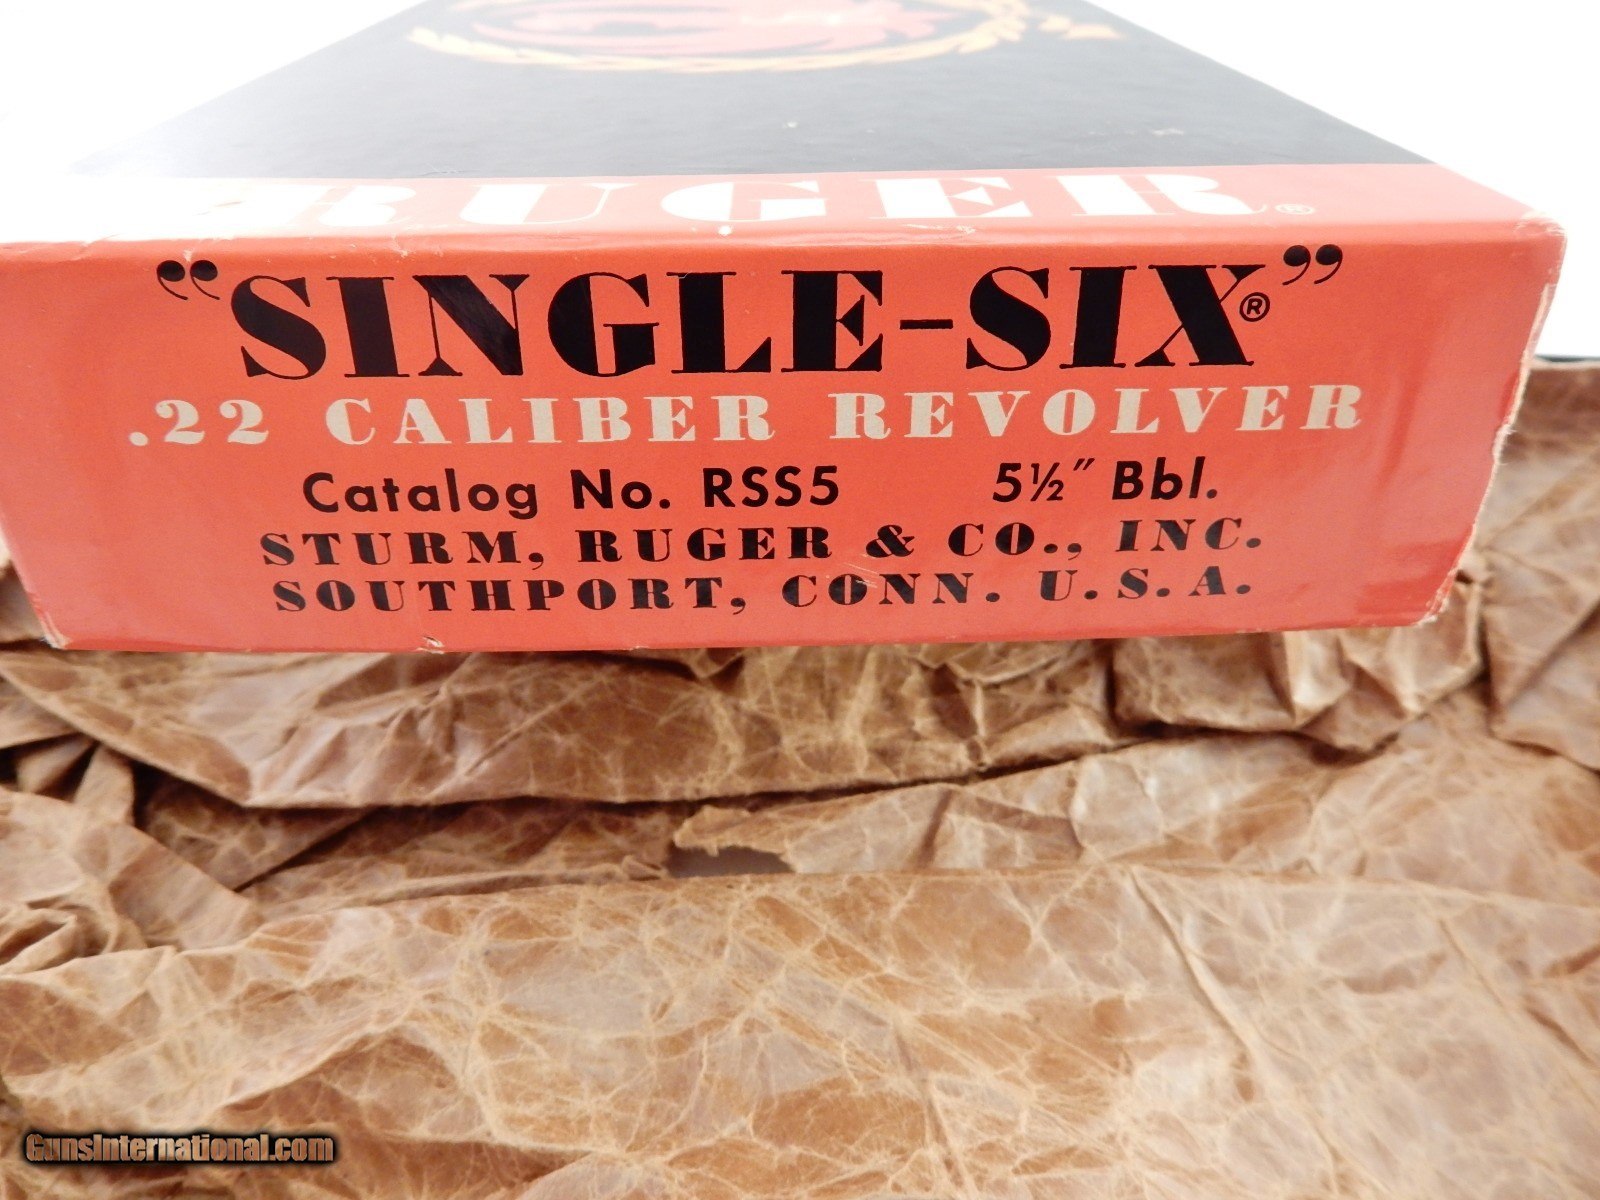 RUGER®
"SINGLE-SIX®"
.22 CALIBER REVOLVER
Catalog No. RSS5 5½" Bbl.
STURM, RUGER & CO., INC.
SOUTHPORT, CONN. U.S.A.
GunsInternational.com